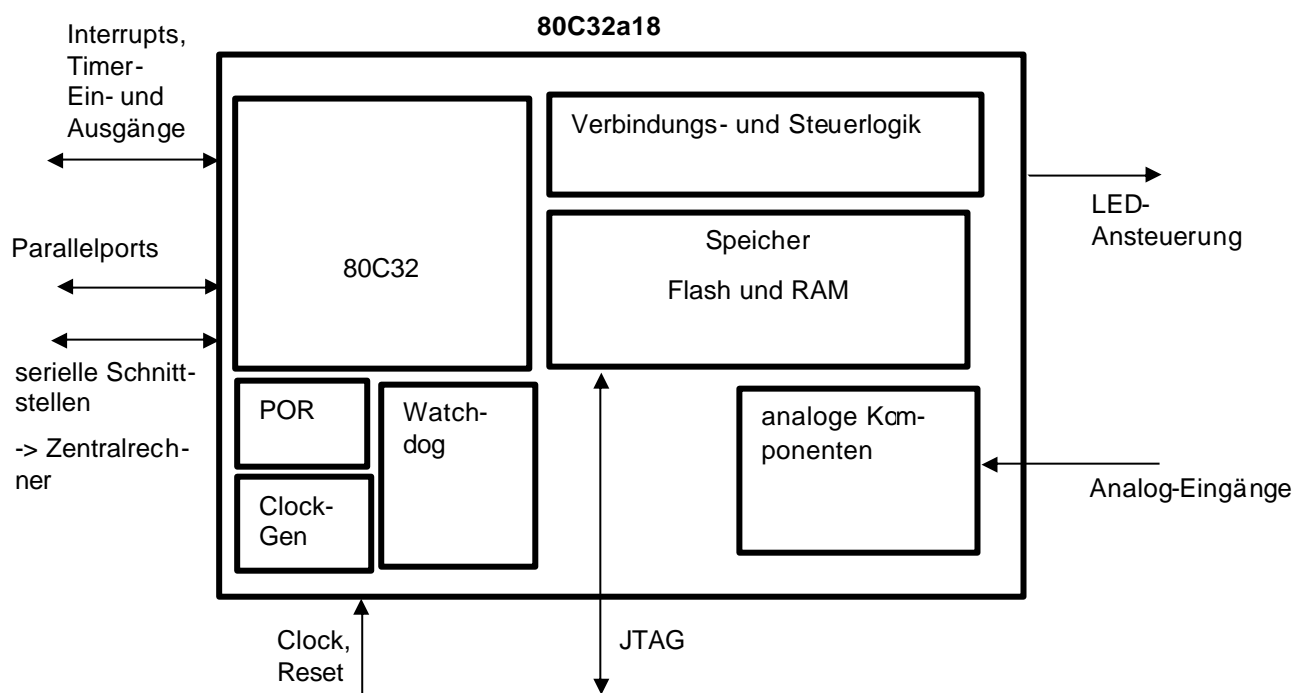 80C32a18
Interrupts,
Timer-
Ein- und
Ausgänge
Parallelports
serielle Schnitt-
stellen
-> Zentralrech-
ner
80C32
Verbindungs- und Steuerlogik
Speicher
Flash und RAM
POR
Watch-
dog
Clock-
Gen
analoge Kom-
ponenten
LED-
Ansteuerung
Analog-Eingänge
Clock,
Reset
JTAG